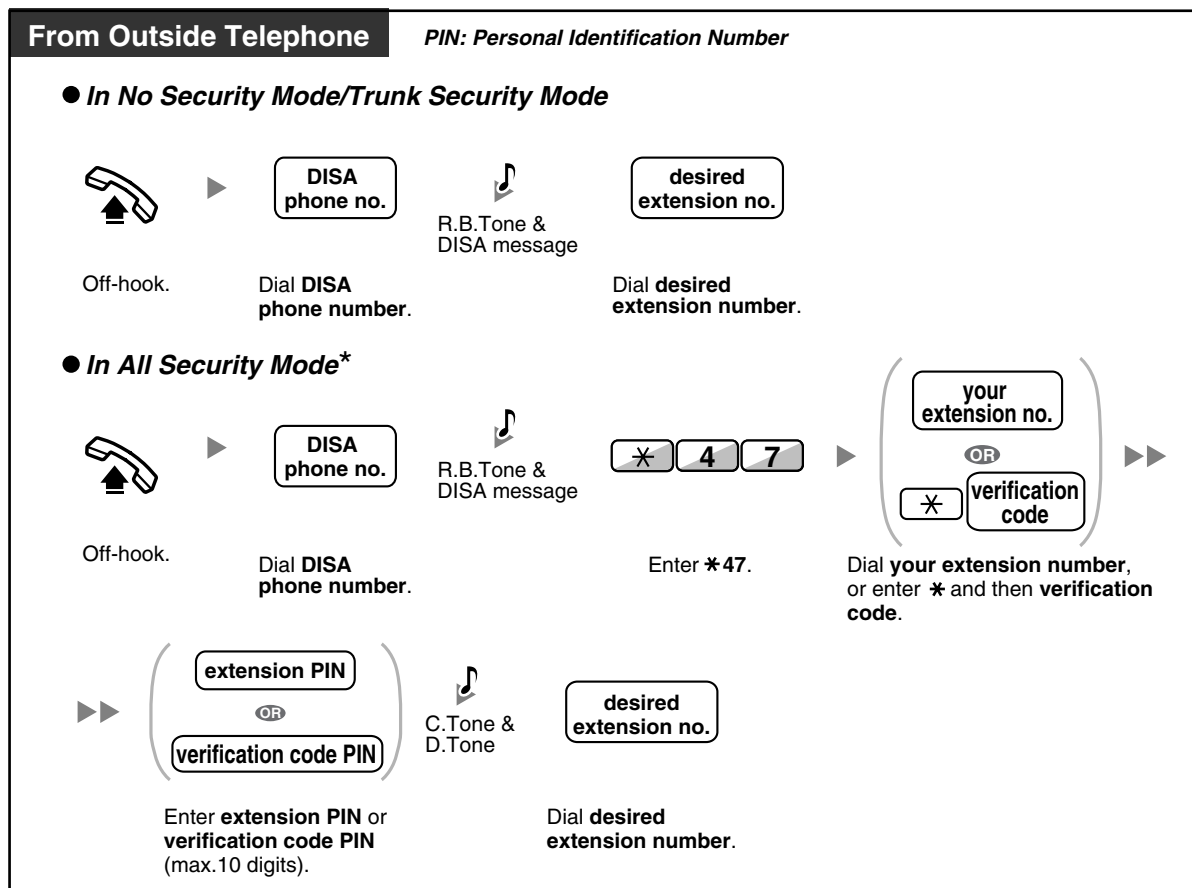 From Outside Telephone
PIN: Personal Identification Number
● In No Security Mode/Trunk Security Mode
DISA
phone no.
desired
extension no.
R.B.Tone &
DISA message
Off-hook.
Dial DISA
phone number.
Dial desired
extension number.
● In All Security Mode*
DISA
phone no.
R.B.Tone &
DISA message
* 4 7
your
extension no.
OR
* verification
code
Off-hook.
Dial DISA
phone number.
Enter *47.
Dial your extension number,
or enter * and then verification
code.
extension PIN
OR
verification code PIN
C.Tone &
D.Tone
desired
extension no.
Enter extension PIN or
verification code PIN
(max.10 digits).
Dial desired
extension number.